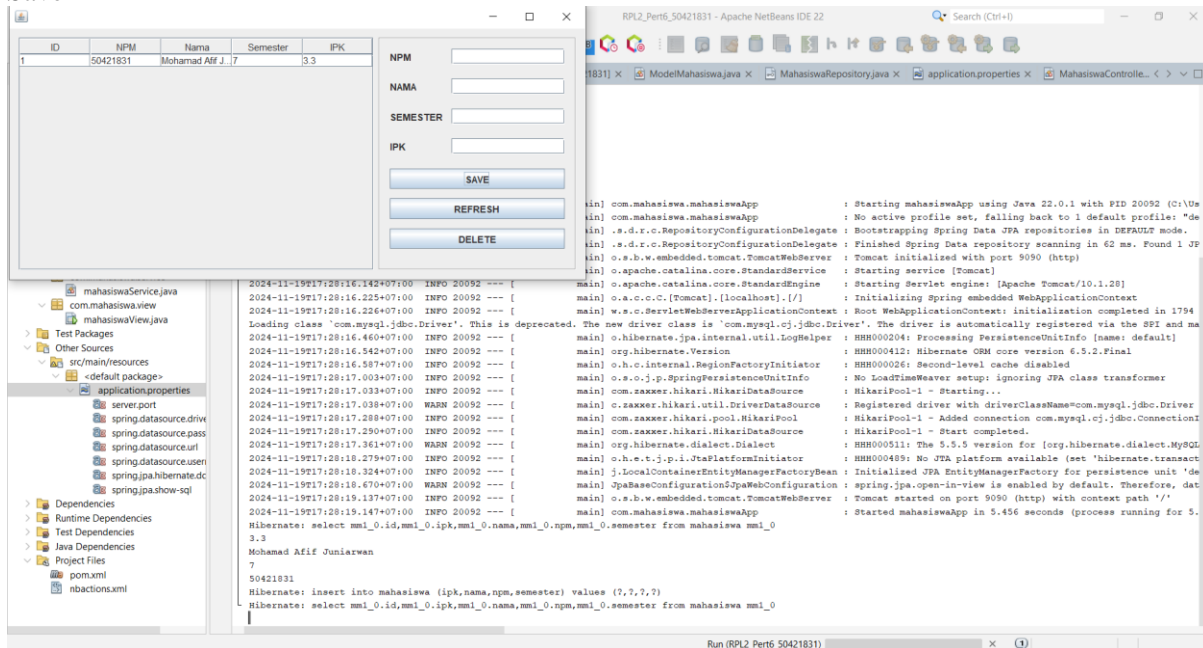 RPL2_Pert6_50421831 - Apache NetBeans IDE 22
Search (Ctrl+I)
ID NPM Nama Semester IPK
1 50421831 Mohamad Afif J... 7 3.3
NPM
NAMA
SEMESTER
IPK
SAVE
REFRESH
DELETE
1831] × ModelMahasiswa.java × MahasiswaRepository.java × application.properties × MahasiswaControlle...
mahasiswaService.java
com.mahasiswa.view
mahasiswaView.java
Test Packages
Other Sources
src/main/resources
<default package>
application.properties
server.port
spring.datasource.drive
spring.datasource.pass
spring.datasource.url
spring.datasource.usern
spring.jpa.hibernate.dc
spring.jpa.show-sql
Dependencies
Runtime Dependencies
Test Dependencies
Java Dependencies
Project Files
pom.xml
nbactions.xml
ain] com.mahasiswa.mahasiswaApp : Starting mahasiswaApp using Java 22.0.1 with PID 20092 (C:\Us
ain] com.mahasiswa.mahasiswaApp : No active profile set, falling back to 1 default profile: "de
ain] .s.d.r.c.RepositoryConfigurationDelegate : Bootstrapping Spring Data JPA repositories in DEFAULT mode.
ain] .s.d.r.c.RepositoryConfigurationDelegate : Finished Spring Data repository scanning in 62 ms. Found 1 JP
ain] o.s.b.w.embedded.tomcat.TomcatWebServer : Tomcat initialized with port 9090 (http)
ain] o.apache.catalina.core.StandardService : Starting service [Tomcat]
2024-11-19T17:28:16.142+07:00 INFO 20092 --- [ main] o.apache.catalina.core.StandardEngine : Starting Servlet engine: [Apache Tomcat/10.1.28]
2024-11-19T17:28:16.225+07:00 INFO 20092 --- [ main] o.a.c.c.C.[Tomcat].[localhost].[/] : Initializing Spring embedded WebApplicationContext
2024-11-19T17:28:16.226+07:00 INFO 20092 --- [ main] w.s.c.ServletWebServerApplicationContext : Root WebApplicationContext: initialization completed in 1794
Loading class `com.mysql.jdbc.Driver'. This is deprecated. The new driver class is `com.mysql.cj.jdbc.Driver'. The driver is automatically registered via the SPI and ma
2024-11-19T17:28:16.460+07:00 INFO 20092 --- [ main] o.hibernate.jpa.internal.util.LogHelper : HHH000204: Processing PersistenceUnitInfo [name: default]
2024-11-19T17:28:16.542+07:00 INFO 20092 --- [ main] org.hibernate.Version : HHH000412: Hibernate ORM core version 6.5.2.Final
2024-11-19T17:28:16.587+07:00 INFO 20092 --- [ main] o.h.c.internal.RegionFactoryInitiator : HHH000026: Second-level cache disabled
2024-11-19T17:28:17.003+07:00 INFO 20092 --- [ main] o.s.o.j.p.SpringPersistenceUnitInfo : No LoadTimeWeaver setup: ignoring JPA class transformer
2024-11-19T17:28:17.033+07:00 INFO 20092 --- [ main] com.zaxxer.hikari.HikariDataSource : HikariPool-1 - Starting...
2024-11-19T17:28:17.038+07:00 WARN 20092 --- [ main] c.zaxxer.hikari.util.DriverDataSource : Registered driver with driverClassName=com.mysql.jdbc.Driver
2024-11-19T17:28:17.288+07:00 INFO 20092 --- [ main] com.zaxxer.hikari.pool.HikariPool : HikariPool-1 - Added connection com.mysql.cj.jdbc.ConnectionI
2024-11-19T17:28:17.290+07:00 INFO 20092 --- [ main] com.zaxxer.hikari.HikariDataSource : HikariPool-1 - Start completed.
2024-11-19T17:28:17.361+07:00 WARN 20092 --- [ main] org.hibernate.dialect.Dialect : HHH000511: The 5.5.5 version for [org.hibernate.dialect.MySQL
2024-11-19T17:28:18.279+07:00 INFO 20092 --- [ main] o.h.e.t.j.p.i.JtaPlatformInitiator : HHH000489: No JTA platform available (set 'hibernate.transact
2024-11-19T17:28:18.324+07:00 INFO 20092 --- [ main] j.LocalContainerEntityManagerFactoryBean : Initialized JPA EntityManagerFactory for persistence unit 'de
2024-11-19T17:28:18.670+07:00 WARN 20092 --- [ main] JpaBaseConfiguration$JpaWebConfiguration : spring.jpa.open-in-view is enabled by default. Therefore, dat
2024-11-19T17:28:19.137+07:00 INFO 20092 --- [ main] o.s.b.w.embedded.tomcat.TomcatWebServer : Tomcat started on port 9090 (http) with context path '/'
2024-11-19T17:28:19.147+07:00 INFO 20092 --- [ main] com.mahasiswa.mahasiswaApp : Started mahasiswaApp in 5.456 seconds (process running for 5.
Hibernate: select mm1_0.id,mm1_0.ipk,mm1_0.nama,mm1_0.npm,mm1_0.semester from mahasiswa mm1_0
3.3
Mohamad Afif Juniarwan
7
50421831
Hibernate: insert into mahasiswa (ipk,nama,npm,semester) values (?,?,?,?)
Hibernate: select mm1_0.id,mm1_0.ipk,mm1_0.nama,mm1_0.npm,mm1_0.semester from mahasiswa mm1_0
Run (RPL2_Pert6_50421831)
1